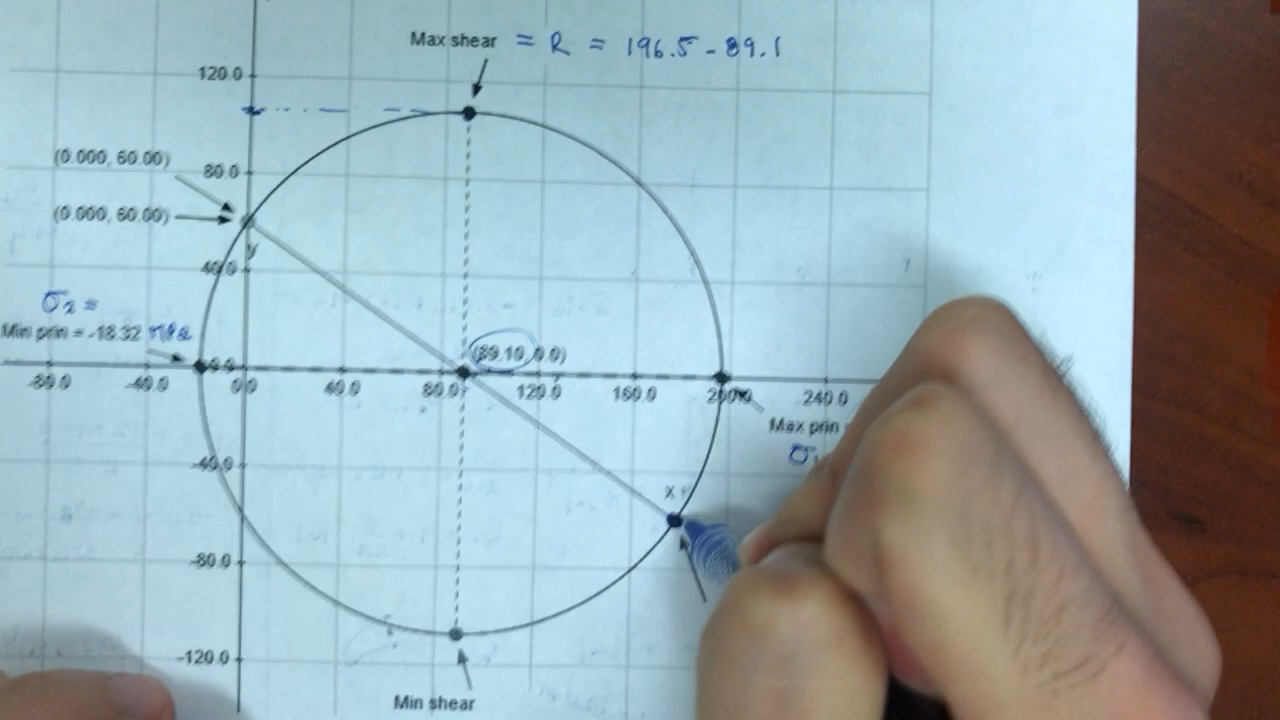 Max shear = R = 196.5 - 89.1
120.0
(0.000, 60.00)
80.0
(0.000, 60.00)
y
40.0
σ2 =
Min prin = -18.32 MPa
(89.10, 0.0)
-80.0 -40.0 0.0 40.0 80.0 120.0 160.0 200.0 240.0
Max prin
σ1
-40.0
x
-80.0
-120.0
Min shear